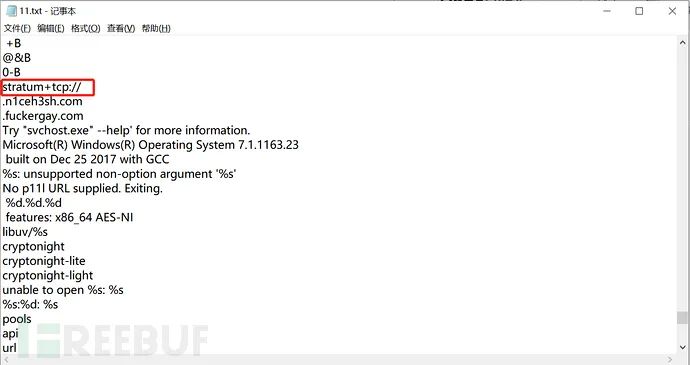 11.txt - 记事本
文件(F) 编辑(E) 格式(O) 查看(V) 帮助(H)
+B
@&B
0-B
stratum+tcp://
.n1ceh3sh.com
.fuckergay.com
Try "svchost.exe" --help' for more information.
Microsoft(R) Windows(R) Operating System 7.1.1163.23
built on Dec 25 2017 with GCC
%s: unsupported non-option argument '%s'
No p11l URL supplied. Exiting.
%d.%d.%d
features: x86_64 AES-NI
libuv/%s
cryptonight
cryptonight-lite
cryptonight-light
unable to open %s: %s
%s:%d: %s
pools
api
url
FREEBUF